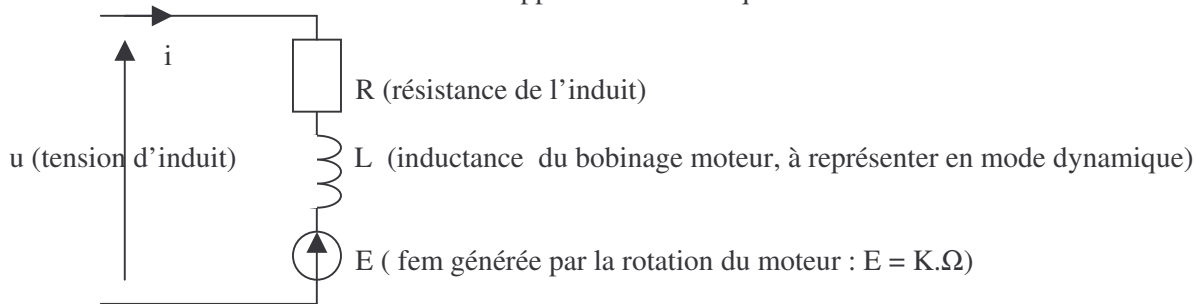 i
R (résistance de l’induit)
u (tension d’induit)
L (inductance du bobinage moteur, à représenter en mode dynamique)
E ( fem générée par la rotation du moteur : E = K.Ω)